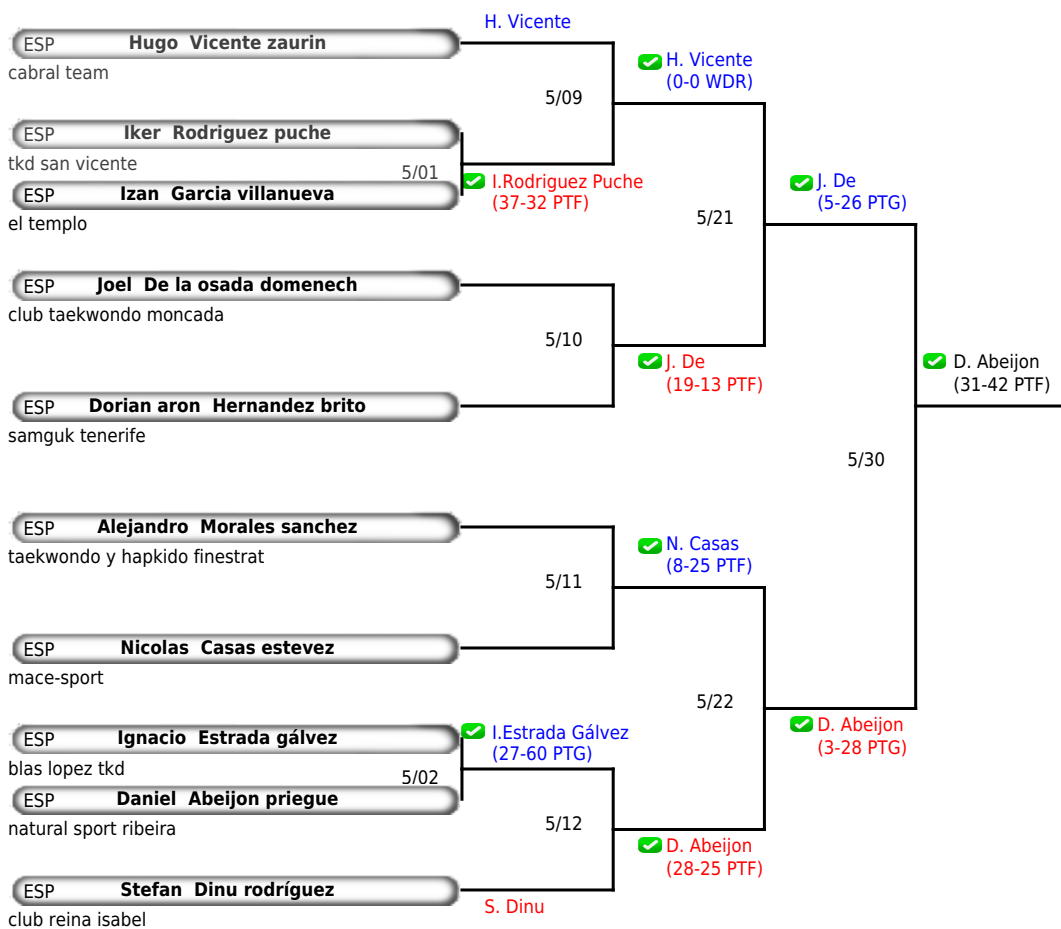 H. Vicente
ESP Hugo Vicente zaurin
cabral team
H. Vicente
(0-0 WDR)
5/09
ESP Iker Rodriguez puche
tkd san vicente
5/01
I.Rodriguez Puche
(37-32 PTF)
ESP Izan Garcia villanueva
el templo
J. De
(5-26 PTG)
5/21
ESP Joel De la osada domenech
club taekwondo moncada
5/10
J. De
(19-13 PTF)
D. Abeijon
(31-42 PTF)
ESP Dorian aron Hernandez brito
samguk tenerife
5/30
ESP Alejandro Morales sanchez
taekwondo y hapkido finestrat
N. Casas
(8-25 PTF)
5/11
ESP Nicolas Casas estevez
mace-sport
5/22
D. Abeijon
(3-28 PTG)
ESP Ignacio Estrada gálvez
blas lopez tkd
I.Estrada Gálvez
(27-60 PTG)
5/02
ESP Daniel Abeijon priegue
natural sport ribeira
5/12
D. Abeijon
(28-25 PTF)
ESP Stefan Dinu rodríguez
club reina isabel
S. Dinu